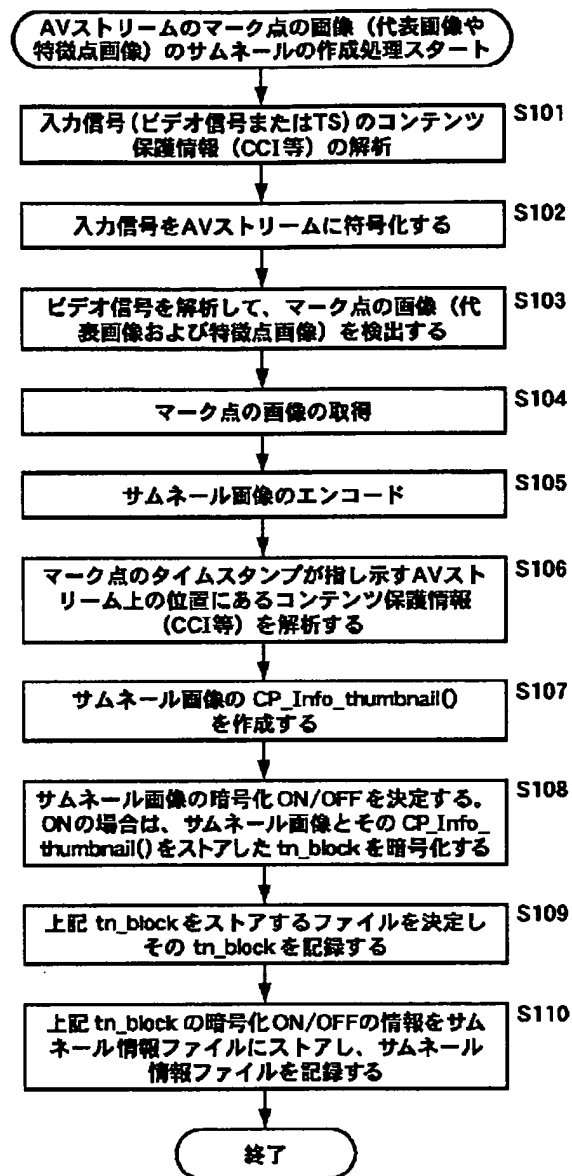 AVストリームのマーク点の画像（代表画像や
特徴点画像）のサムネールの作成処理スタート
S101
入力信号（ビデオ信号またはTS）のコンテンツ
保護情報（CCI等）の解析
S102
入力信号をAVストリームに符号化する
S103
ビデオ信号を解析して、マーク点の画像（代
表画像および特徴点画像）を検出する
S104
マーク点の画像の取得
S105
サムネール画像のエンコード
S106
マーク点のタイムスタンプが指し示すAVスト
リーム上の位置にあるコンテンツ保護情報
（CCI等）を解析する
S107
サムネール画像の CP_Info_thumbnail()
を作成する
S108
サムネール画像の暗号化ON/OFFを決定する。
ONの場合は、サムネール画像とその CP_Info_
thumbnail()をストアした tn_block を暗号化する
S109
上記 tn_block をストアするファイルを決定し
その tn_block を記録する
S110
上記 tn_block の暗号化ON/OFFの情報をサム
ネール情報ファイルにストアし、サムネール
情報ファイルを記録する
終了